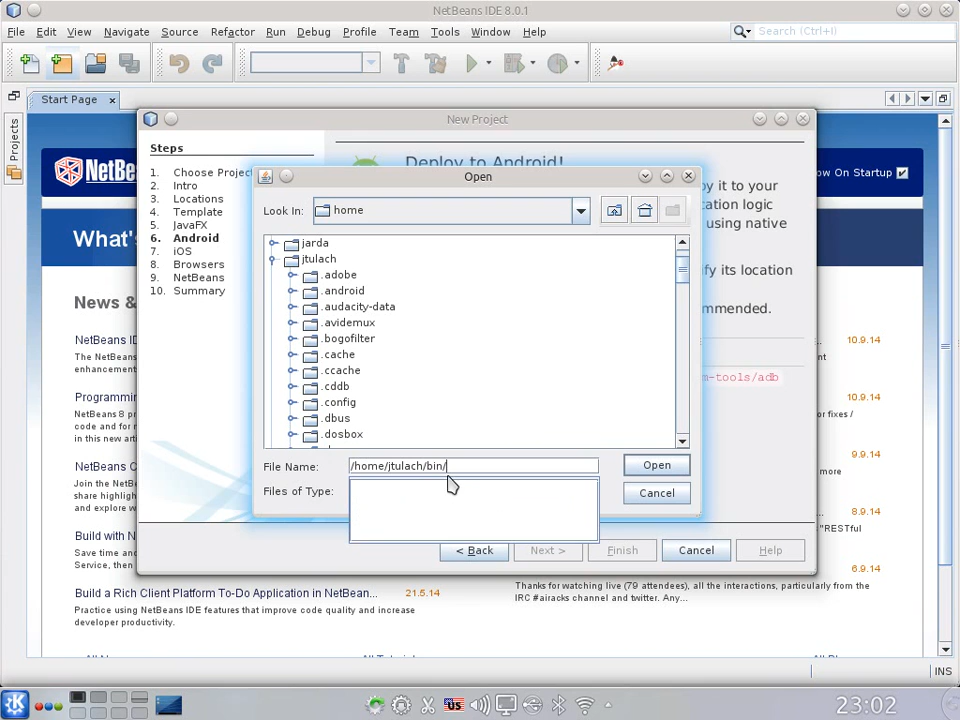 NetBeans IDE 8.0.1
File Edit View Navigate Source Refactor Run Debug Profile Team Tools Window Help
Search (Ctrl+I)
Start Page
Projects
New Project
Steps
1. Choose Project
2. Intro
3. Locations
4. Template
5. JavaFX
6. Android
7. iOS
8. Browsers
9. NetBeans
10. Summary
Deploy to Android!
y it to your
cation logic
using native
fy its location
mmended.
m-tools/adb
Open
Look In: home
jarda
jtulach
.adobe
.android
.audacity-data
.avidemux
.bogofilter
.cache
.ccache
.cddb
.config
.dbus
.dosbox
File Name: /home/jtulach/bin/
Files of Type:
Open
Cancel
< Back Next > Finish Cancel Help
NetBe
ow On Startup
What'
News &
NetBeans ID
The NetBean
enhancement
10.9.14
Programmin
NetBeans 8 pr
code and for m
in this new arti
10.9.14
or fixes /
NetBeans C
Join the NetB
share highligh
and explore w
9.9.14
Build with N
Save time an
Service, then
8.9.14
"RESTful
6.9.14
Build a Rich Client Platform To-Do Application in NetBean...
21.5.14
Practice using NetBeans IDE features that improve code quality and increase
developer productivity.
Thanks for watching live (79 attendees), all the interactions, particularly from the
IRC #airacks channel and twitter. Any...
INS
US
23:02